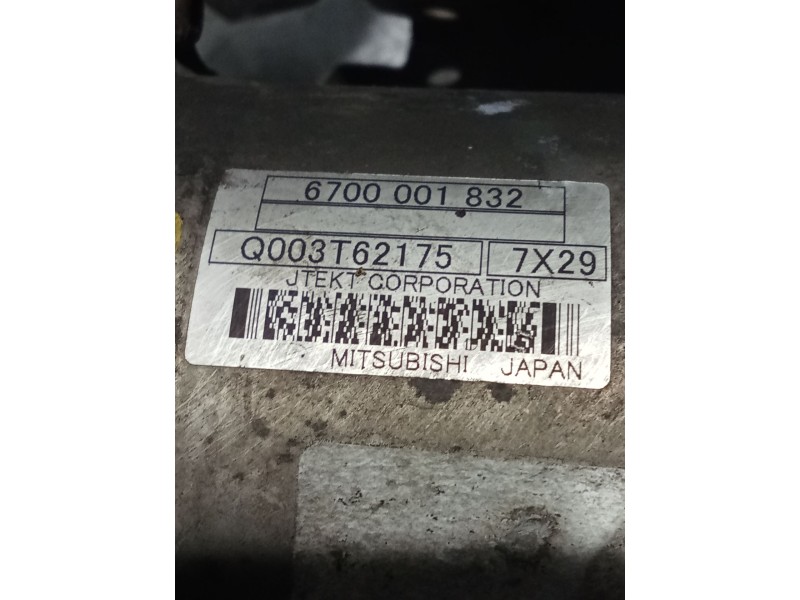 6700 001 832
Q003T62175 7X29
JTEKT CORPORATION
MITSUBISHI JAPAN